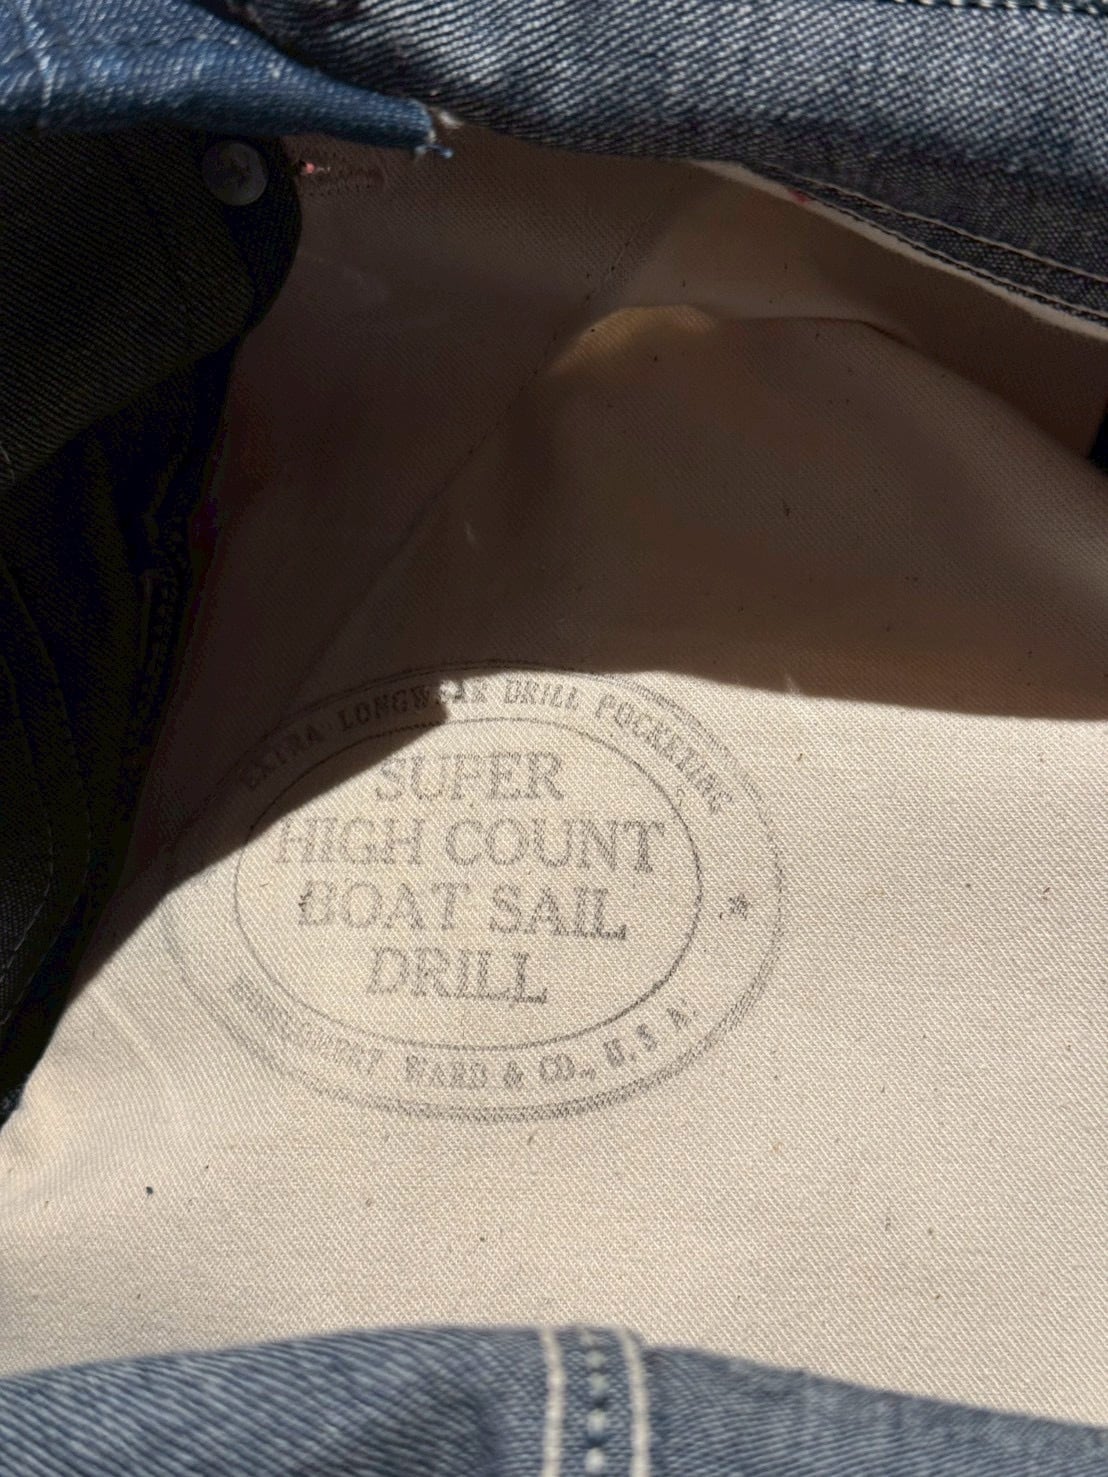 EXTRA LONGWEAR DRILL POCKETING
SUPER
HIGH COUNT
BOAT SAIL
DRILL
MONTGOMERY WARD & CO., U.S.A.